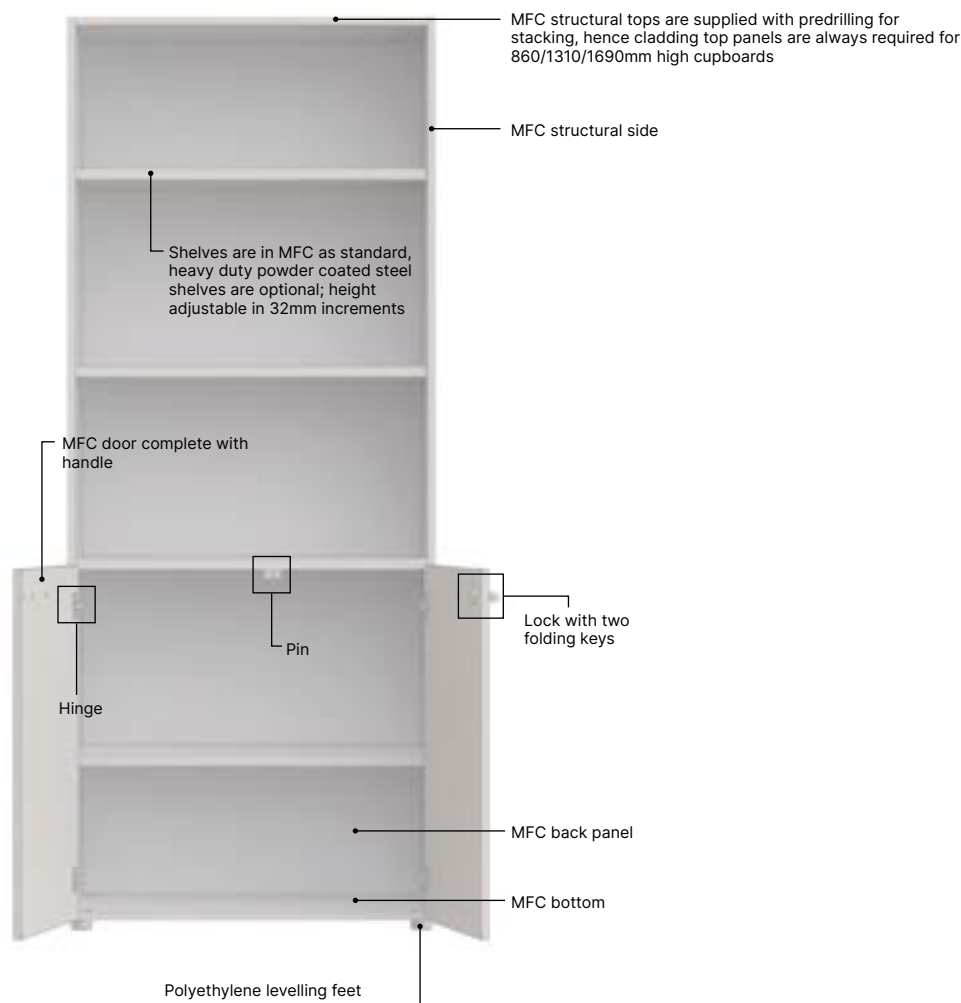 MFC structural tops are supplied with predrilling for
stacking, hence cladding top panels are always required for
860/1310/1690mm high cupboards
MFC structural side
Shelves are in MFC as standard,
heavy duty powder coated steel
shelves are optional; height
adjustable in 32mm increments
MFC door complete with
handle
Lock with two
folding keys
Pin
Hinge
MFC back panel
MFC bottom
Polyethylene levelling feet